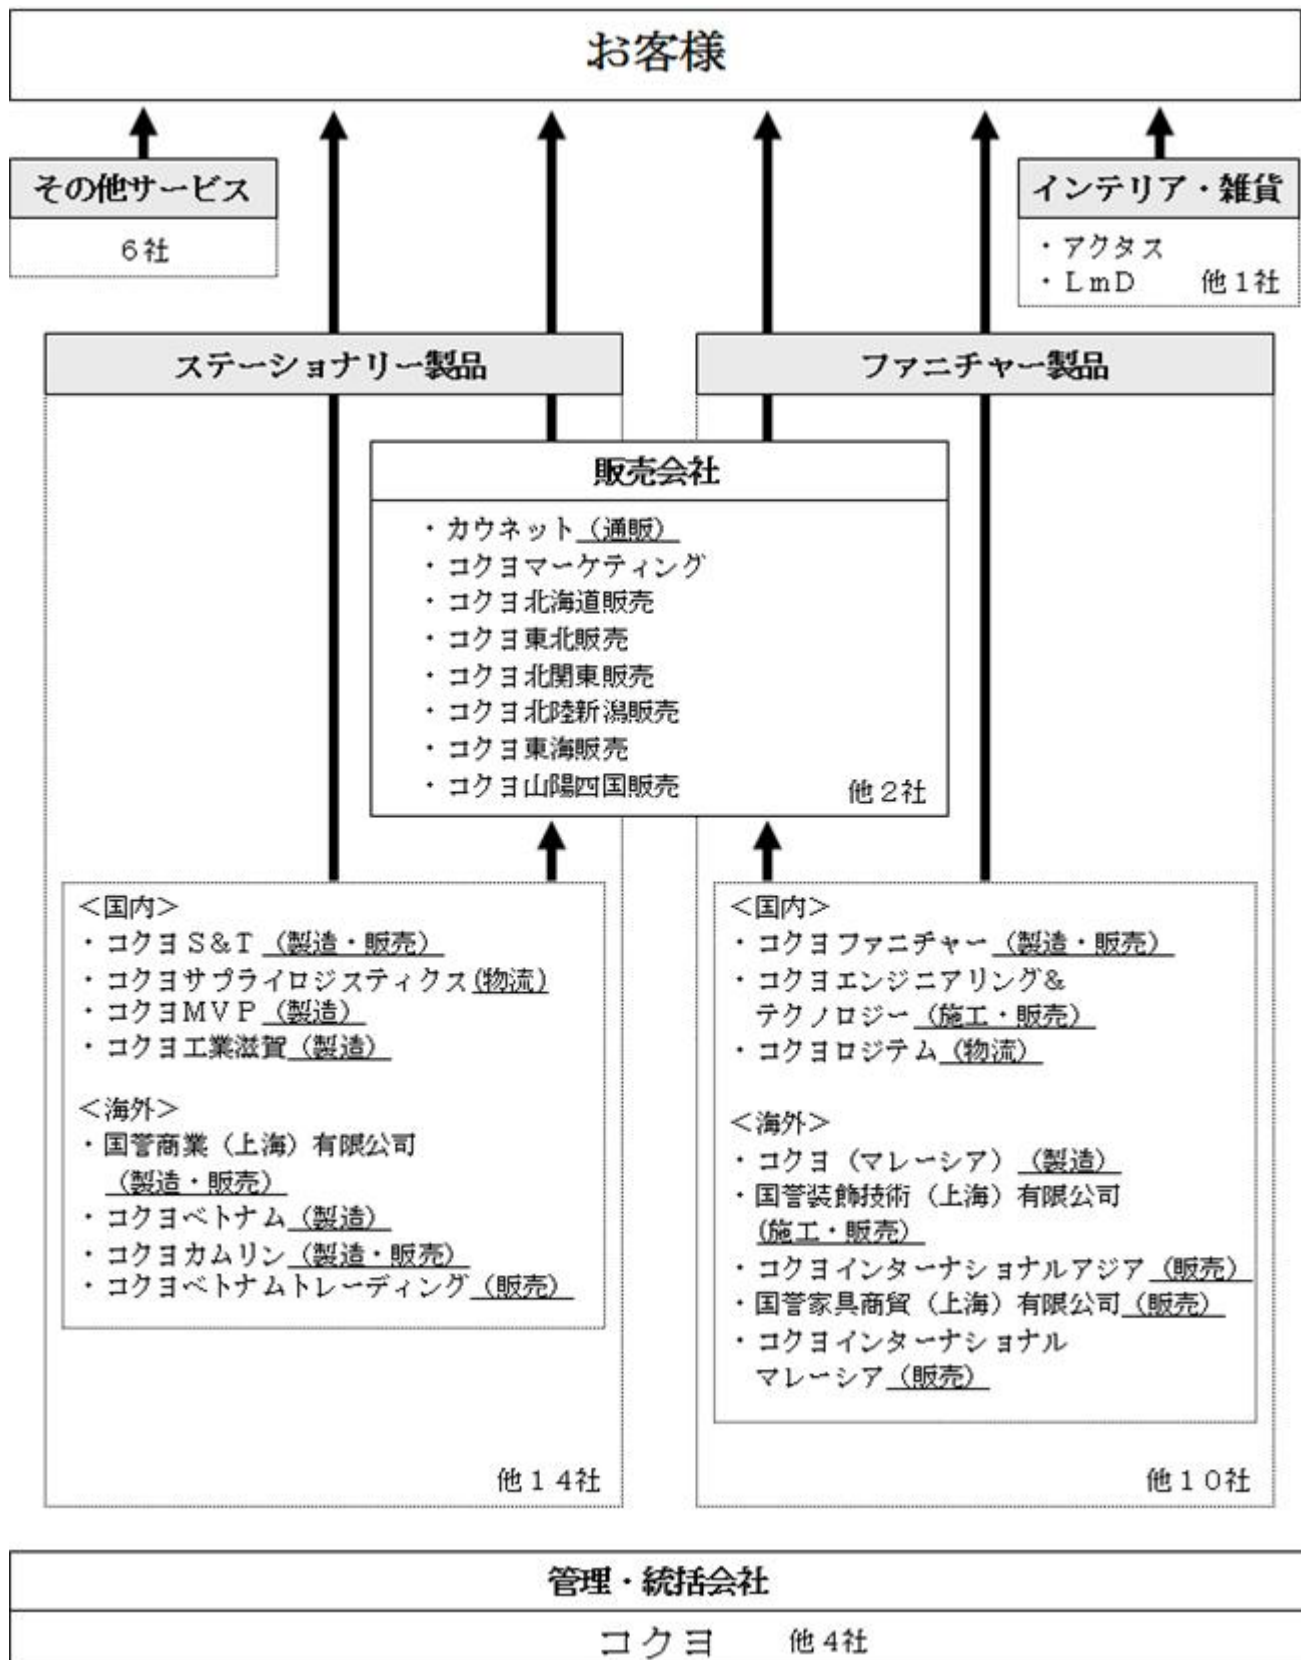 お客様
その他サービス
6社
インテリア・雑貨
・アクタス
・LmD 他1社
ステーショナリー製品
ファニチャー製品
販売会社
・カウネット（通販）
・コクヨマーケティング
・コクヨ北海道販売
・コクヨ東北販売
・コクヨ北関東販売
・コクヨ北陸新潟販売
・コクヨ東海販売
・コクヨ山陽四国販売
他2社
＜国内＞
・コクヨS&T（製造・販売）
・コクヨサプライロジスティクス(物流)
・コクヨMVP（製造）
・コクヨ工業滋賀（製造）
＜海外＞
・国誉商業（上海）有限公司
（製造・販売）
・コクヨベトナム（製造）
・コクヨカムリン（製造・販売）
・コクヨベトナムトレーディング（販売）
他14社
＜国内＞
・コクヨファニチャー（製造・販売）
・コクヨエンジニアリング&
テクノロジー（施工・販売）
・コクヨロジテム（物流）
＜海外＞
・コクヨ（マレーシア）（製造）
・国誉装飾技術（上海）有限公司
(施工・販売）
・コクヨインターナショナルアジア（販売）
・国誉家具商貿（上海）有限公司（販売）
・コクヨインターナショナル
マレーシア（販売）
他10社
管理・統括会社
コクヨ 他4社